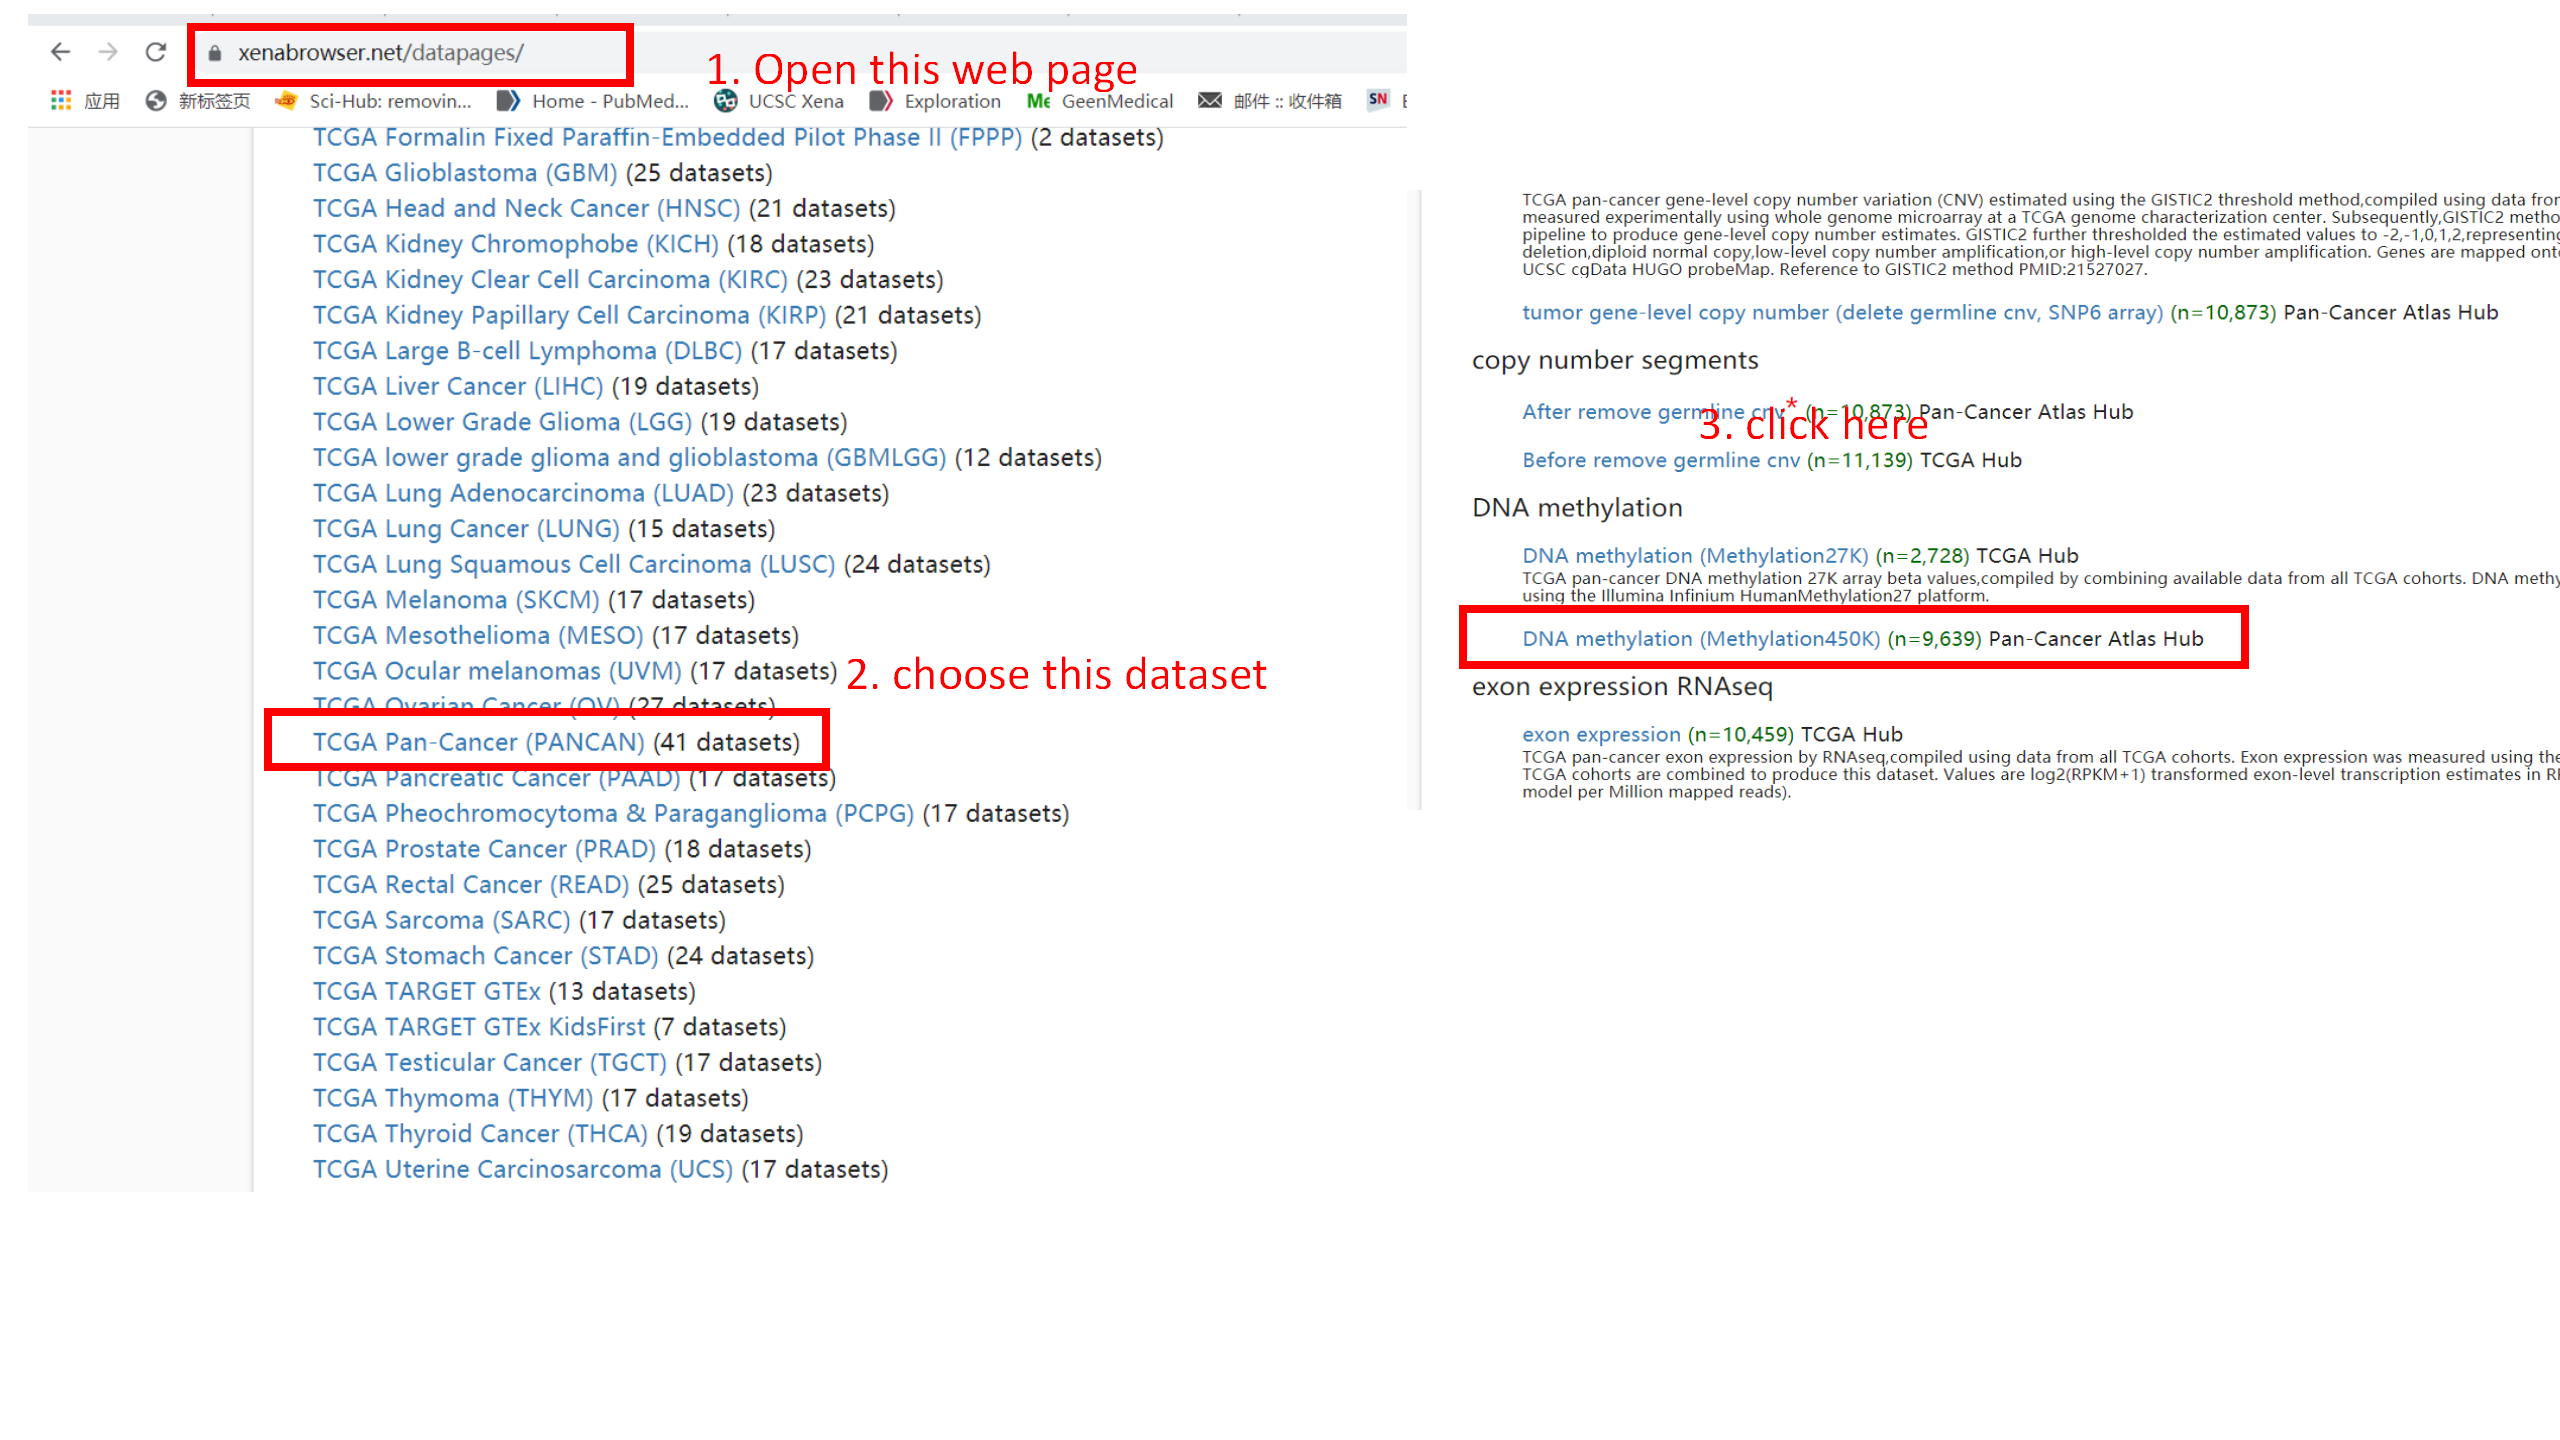 xenabrowser.net/datapages/
1. Open this web page
应用 新标签页 Sci-Hub: removin... Home - PubMed... UCSC Xena Exploration GeenMedical 邮件 :: 收件箱
TCGA Formalin Fixed Paraffin-Embedded Pilot Phase II (FPPP) (2 datasets)
TCGA Glioblastoma (GBM) (25 datasets)
TCGA Head and Neck Cancer (HNSC) (21 datasets)
TCGA Kidney Chromophobe (KICH) (18 datasets)
TCGA Kidney Clear Cell Carcinoma (KIRC) (23 datasets)
TCGA Kidney Papillary Cell Carcinoma (KIRP) (21 datasets)
TCGA Large B-cell Lymphoma (DLBC) (17 datasets)
TCGA Liver Cancer (LIHC) (19 datasets)
TCGA Lower Grade Glioma (LGG) (19 datasets)
TCGA lower grade glioma and glioblastoma (GBMLGG) (12 datasets)
TCGA Lung Adenocarcinoma (LUAD) (23 datasets)
TCGA Lung Cancer (LUNG) (15 datasets)
TCGA Lung Squamous Cell Carcinoma (LUSC) (24 datasets)
TCGA Melanoma (SKCM) (17 datasets)
TCGA Mesothelioma (MESO) (17 datasets)
TCGA Ocular melanomas (UVM) (17 datasets)
2. choose this dataset
TCGA Ovarian Cancer (OV) (27 datasets)
TCGA Pan-Cancer (PANCAN) (41 datasets)
TCGA Pancreatic Cancer (PAAD) (17 datasets)
TCGA Pheochromocytoma & Paraganglioma (PCPG) (17 datasets)
TCGA Prostate Cancer (PRAD) (18 datasets)
TCGA Rectal Cancer (READ) (25 datasets)
TCGA Sarcoma (SARC) (17 datasets)
TCGA Stomach Cancer (STAD) (24 datasets)
TCGA TARGET GTEx (13 datasets)
TCGA TARGET GTEx KidsFirst (7 datasets)
TCGA Testicular Cancer (TGCT) (17 datasets)
TCGA Thymoma (THYM) (17 datasets)
TCGA Thyroid Cancer (THCA) (19 datasets)
TCGA Uterine Carcinosarcoma (UCS) (17 datasets)
TCGA pan-cancer gene-level copy number variation (CNV) estimated using the GISTIC2 threshold method,compiled using data from
measured experimentally using whole genome microarray at a TCGA genome characterization center. Subsequently,GISTIC2
pipeline to produce gene-level copy number estimates. GISTIC2 further thresholded the estimated values to -2,-1,0,1,2,representing
deletion,diploid normal copy,low-level copy number amplification,or high-level copy number amplification. Genes are mapped
UCSC cgData HUGO probeMap. Reference to GISTIC2 method PMID:21527027.
tumor gene-level copy number (delete germline cnv, SNP6 array) (n=10,873) Pan-Cancer Atlas Hub
copy number segments
After remove germline cnv * (n=10,873) Pan-Cancer Atlas Hub
3. click here
Before remove germline cnv (n=11,139) TCGA Hub
DNA methylation
DNA methylation (Methylation27K) (n=2,728) TCGA Hub
TCGA pan-cancer DNA methylation 27K array beta values,compiled by combining available data from all TCGA cohorts. DNA
using the Illumina Infinium HumanMethylation27 platform.
DNA methylation (Methylation450K) (n=9,639) Pan-Cancer Atlas Hub
exon expression RNAseq
exon expression (n=10,459) TCGA Hub
TCGA pan-cancer exon expression by RNAseq,compiled using data from all TCGA cohorts. Exon expression was measured using the
TCGA cohorts are combined to produce this dataset. Values are log2(RPKM+1) transformed exon-level transcription estimates in
model per Million mapped reads).